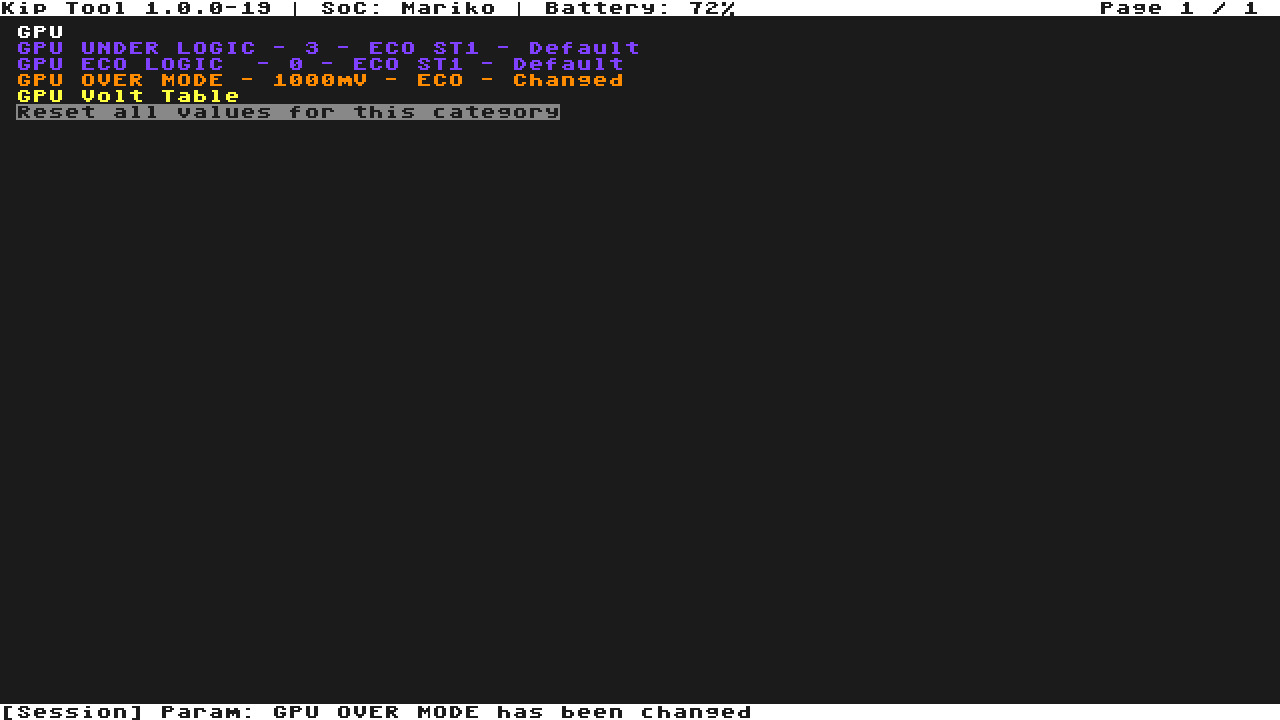 Kip Tool 1.0.0-19 | SoC: Mariko | Battery: 72% Page 1 / 1
GPU
GPU UNDER LOGIC - 3 - ECO ST1 - Default
GPU ECO LOGIC  - 0 - ECO ST1 - Default
GPU OVER MODE - 1000mV - ECO - Changed
GPU Volt Table
Reset all values for this category
[Session] Param: GPU OVER MODE has been changed